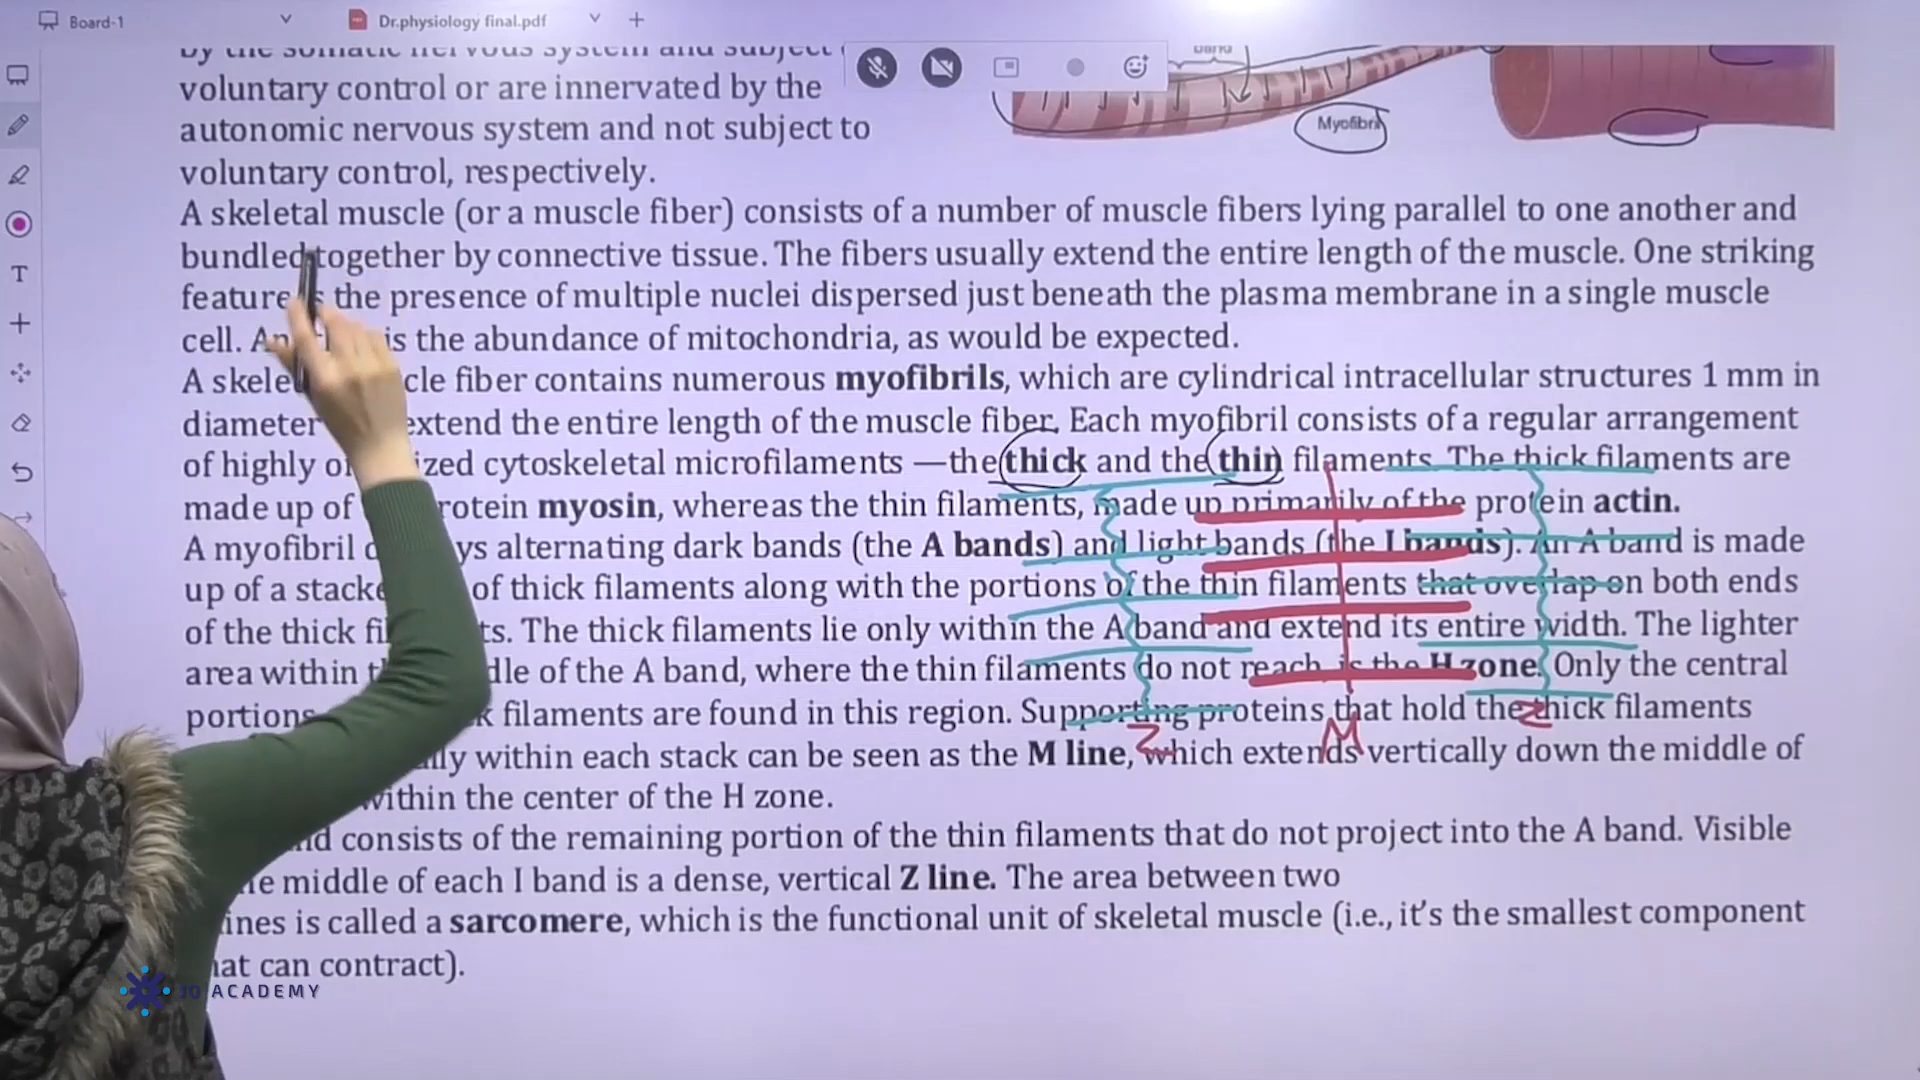 Board-1
Dr.physiology final.pdf
voluntary control or are innervated by the
autonomic nervous system and not subject to
voluntary control, respectively.
Myofibril
A skeletal muscle (or a muscle fiber) consists of a number of muscle fibers lying parallel to one another and
bundled together by connective tissue. The fibers usually extend the entire length of the muscle. One striking
feature the presence of multiple nuclei dispersed just beneath the plasma membrane in a single muscle
cell. is the abundance of mitochondria, as would be expected.
A fiber contains numerous myofibrils, which are cylindrical intracellular structures 1 mm in
diameter extend the entire length of the muscle fiber. Each myofibril consists of a regular arrangement
of highly cytoskeletal microfilaments —the thick and the thin filaments. The thick filaments are
made up of protein myosin, whereas the thin filaments, made up primarily of the protein actin.
A myofibril alternating dark bands (the A bands) and light bands (the I bands). An A band is made
up of a of thick filaments along with the portions of the thin filaments that overlap on both ends
of the thick The thick filaments lie only within the A band and extend its entire width. The lighter
area within of the A band, where the thin filaments do not reach, is the H zone. Only the central
portions filaments are found in this region. Supporting proteins that hold the thick filaments
within each stack can be seen as the M line, which extends vertically down the middle of
within the center of the H zone.
consists of the remaining portion of the thin filaments that do not project into the A band. Visible
middle of each I band is a dense, vertical Z line. The area between two
is called a sarcomere, which is the functional unit of skeletal muscle (i.e., it's the smallest component
can contract).
Z
M
Z
JO ACADEMY